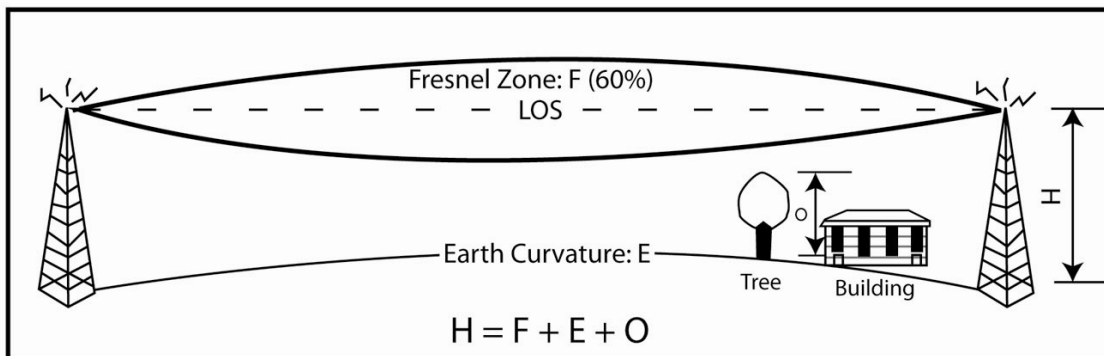 Fresnel Zone: F (60%)
LOS
H
O
Earth Curvature: E
Tree
Building
H = F + E + O